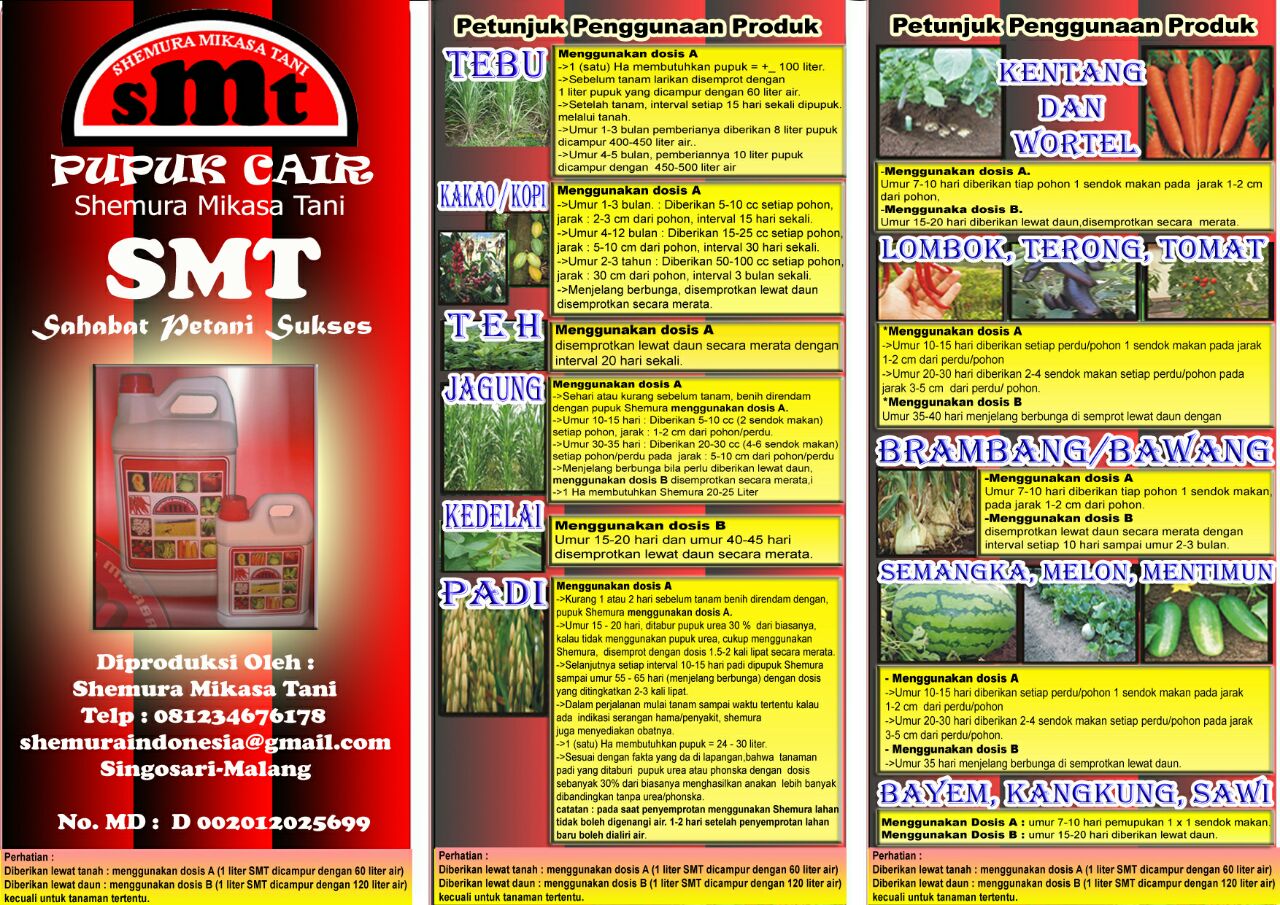 SHEMURA MIKASA TANI
smt
PUPUK CAIR
Shemura Mikasa Tani
SMT
Sahabat Petani Sukses
Diproduksi Oleh :
Shemura Mikasa Tani
Telp : 081234676178
shemuraindonesia@gmail.com
Singosari-Malang
No. MD : D 002012025699
Perhatian :
Diberikan lewat tanah : menggunakan dosis A (1 liter SMT dicampur dengan 60 liter air)
Diberikan lewat daun : menggunakan dosis B (1 liter SMT dicampur dengan 120 liter air)
kecuali untuk tanaman tertentu.
Petunjuk Penggunaan Produk
TEBU
Menggunakan dosis A
->1 (satu) Ha membutuhkan pupuk = +_ 100 liter.
->Sebelum tanam larikan disemprot dengan
1 liter pupuk yang dicampur dengan 60 liter air.
->Setelah tanam, interval setiap 15 hari sekali dipupuk.
melalui tanah.
->Umur 1-3 bulan pemberianya diberikan 8 liter pupuk
dicampur 400-450 liter air..
->Umur 4-5 bulan, pemberiannya 10 liter pupuk
dicampur dengan 450-500 liter air
KAKAO/KOPI
Menggunakan dosis A
->Umur 1-3 bulan. : Diberikan 5-10 cc setiap pohon,
jarak : 2-3 cm dari pohon, interval 15 hari sekali.
->Umur 4-12 bulan : Diberikan 15-25 cc setiap pohon,
jarak : 5-10 cm dari pohon, interval 30 hari sekali.
->Umur 2-3 tahun : Diberikan 50-100 cc setiap pohon,
jarak : 30 cm dari pohon, interval 3 bulan sekali.
->Menjelang berbunga, disemprotkan lewat daun
disemprotkan secara merata.
TEH
Menggunakan dosis A
disemprotkan lewat daun secara merata dengan
interval 20 hari sekali.
JAGUNG
Menggunakan dosis A
->Sehari atau kurang sebelum tanam, benih direndam
dengan pupuk Shemura menggunakan dosis A.
->Umur 10-15 hari : Diberikan 5-10 cc (2 sendok makan)
setiap pohon, jarak : 1-2 cm dari pohon/perdu.
->Umur 30-35 hari : Diberikan 20-30 cc (4-6 sendok makan)
setiap pohon/perdu pada jarak : 5-10 cm dari pohon/perdu
->Menjelang berbunga bila perlu diberikan lewat daun,
menggunakan dosis B disemprotkan secara merata,i
->1 Ha membutuhkan Shemura 20-25 Liter
KEDELAI
Menggunakan dosis B
Umur 15-20 hari dan umur 40-45 hari
disemprotkan lewat daun secara merata.
PADI
Menggunakan dosis A
->Kurang 1 atau 2 hari sebelum tanam benih direndam dengan,
pupuk Shemura menggunakan dosis A.
->Umur 15 - 20 hari, ditabur pupuk urea 30 % dari biasanya,
kalau tidak menggunakan pupuk urea, cukup menggunakan
Shemura, disemprot dengan dosis 1.5-2 kali lipat secara merata.
->Selanjutnya setiap interval 10-15 hari padi dipupuk Shemura
sampai umur 55 - 65 hari (menjelang berbunga) dengan dosis
yang ditingkatan 2-3 kali lipat.
->Dalam perjalanan mulai tanam sampai waktu tertentu kalau
ada indikasi serangan hama/penyakit, shemura
juga menyediakan obatnya.
->1 (satu) Ha membutuhkan pupuk = 24 - 30 liter.
->Sesuai dengan fakta yang da di lapangan,bahwa tanaman
padi yang ditaburi pupuk urea atau phonska dengan dosis
sebanyak 30% dari biasanya menghasilkan anakan lebih banyak
dibandingkan tanpa urea/phonska.
catatan : pada saat penyemprotan menggunakan Shemura lahan
tidak boleh digenangi air. 1-2 hari setelah penyemprotan lahan
baru boleh dialiri air.
Perhatian :
Diberikan lewat tanah : menggunakan dosis A (1 liter SMT dicampur dengan 60 liter air)
Diberikan lewat daun : menggunakan dosis B (1 liter SMT dicampur dengan 120 liter air)
kecuali untuk tanaman tertentu.
Petunjuk Penggunaan Produk
KENTANG
DAN
WORTEL
-Menggunakan dosis A.
Umur 7-10 hari diberikan tiap pohon 1 sendok makan pada jarak 1-2 cm
dari pohon,
-Menggunaka dosis B.
Umur 15-20 hari diberikan lewat daun,disemprotkan secara merata.
LOMBOK, TERONG, TOMAT
*Menggunakan dosis A
->Umur 10-15 hari diberikan setiap perdu/pohon 1 sendok makan pada jarak
1-2 cm dari perdu/pohon
->Umur 20-30 hari diberikan 2-4 sendok makan setiap perdu/pohon pada
jarak 3-5 cm dari perdu/ pohon.
*Menggunakan dosis B
Umur 35-40 hari menjelang berbunga di semprot lewat daun dengan
BRAMBANG/BAWANG
-Menggunakan dosis A
Umur 7-10 hari diberikan tiap pohon 1 sendok makan,
pada jarak 1-2 cm dari pohon.
-Menggunakan dosis B
disemprotkan lewat daun secara merata dengan
interval setiap 10 hari sampai umur 2-3 bulan.
SEMANGKA, MELON, MENTIMUN
- Menggunakan dosis A
->Umur 10-15 hari diberikan setiap perdu/pohon 1 sendok makan pada jarak
1-2 cm dari perdu/pohon
->Umur 20-30 hari diberikan 2-4 sendok makan setiap perdu/pohon pada jarak
3-5 cm dari perdu/pohon.
- Menggunakan dosis B
->Umur 35 hari menjelang berbunga di semprotkan lewat daun.
BAYEM, KANGKUNG, SAWI
Menggunakan Dosis A : umur 7-10 hari pemupukan 1 x 1 sendok makan.
Menggunakan Dosis B : umur 15-20 hari diberikan lewat daun.
Perhatian :
Diberikan lewat tanah : menggunakan dosis A (1 liter SMT dicampur dengan 60 liter air)
Diberikan lewat daun : menggunakan dosis B (1 liter SMT dicampur dengan 120 liter air)
kecuali untuk tanaman tertentu.